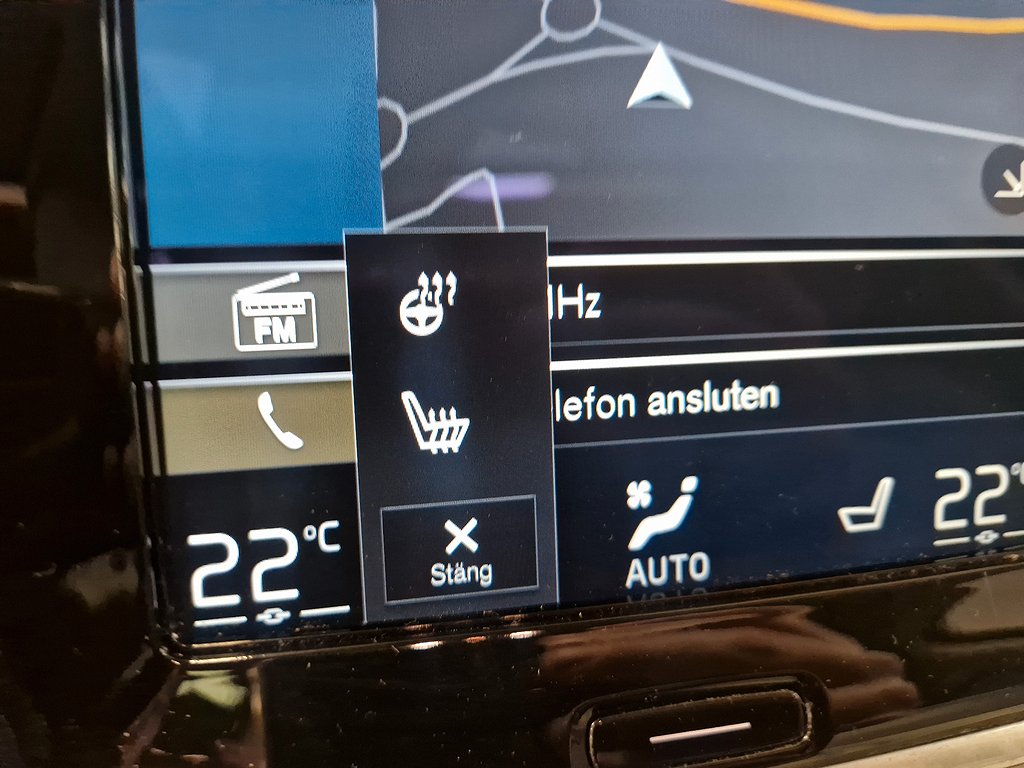 FM
Hz
lefon ansluten
22°C
Stäng
AUTO
22°